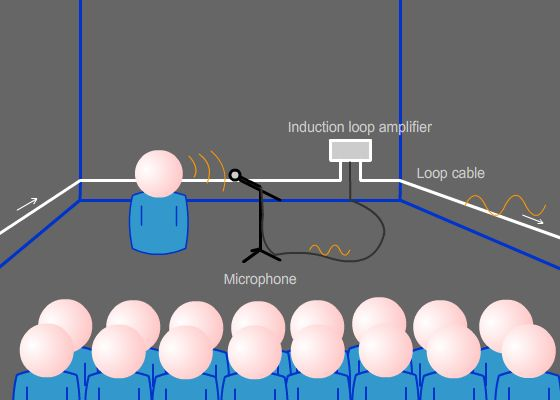 Induction loop amplifier
Loop cable
Microphone